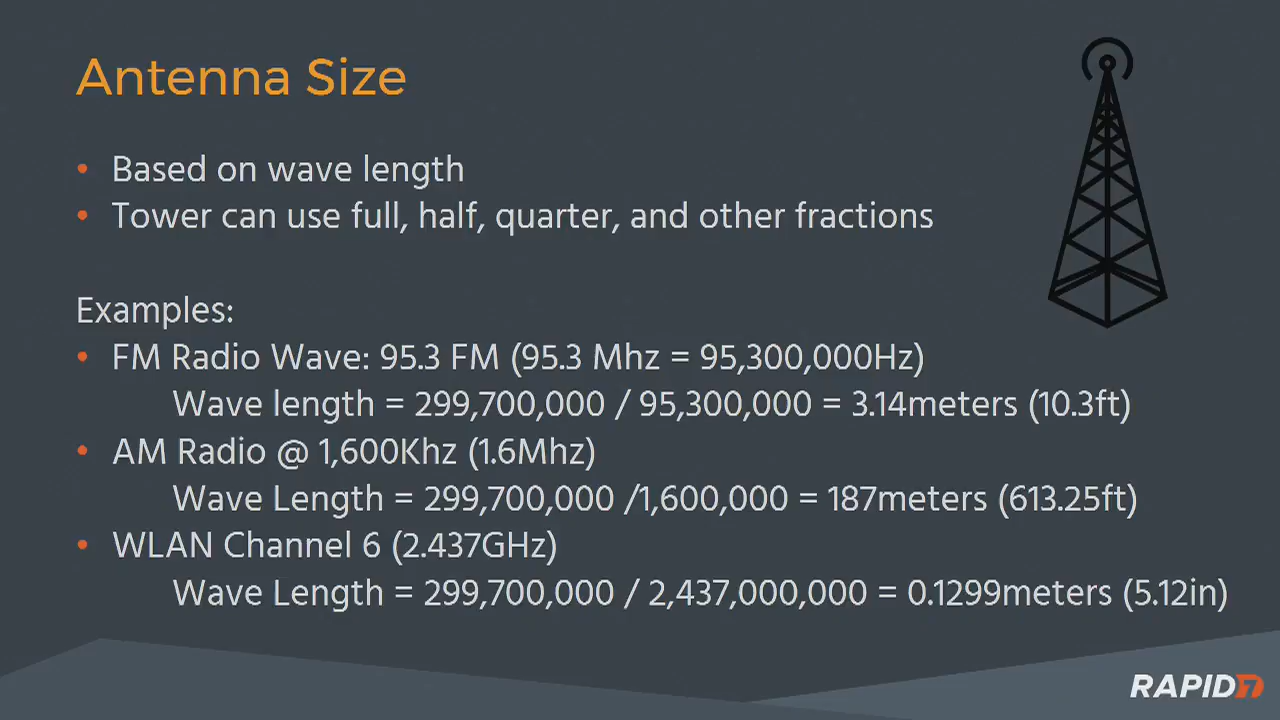 Antenna Size
• Based on wave length
• Tower can use full, half, quarter, and other fractions
Examples:
• FM Radio Wave: 95.3 FM (95.3 Mhz = 95,300,000Hz)
Wave length = 299,700,000 / 95,300,000 = 3.14meters (10.3ft)
• AM Radio @ 1,600Khz (1.6Mhz)
Wave Length = 299,700,000 /1,600,000 = 187meters (613.25ft)
• WLAN Channel 6 (2.437GHz)
Wave Length = 299,700,000 / 2,437,000,000 = 0.1299meters (5.12in)
RAPID7